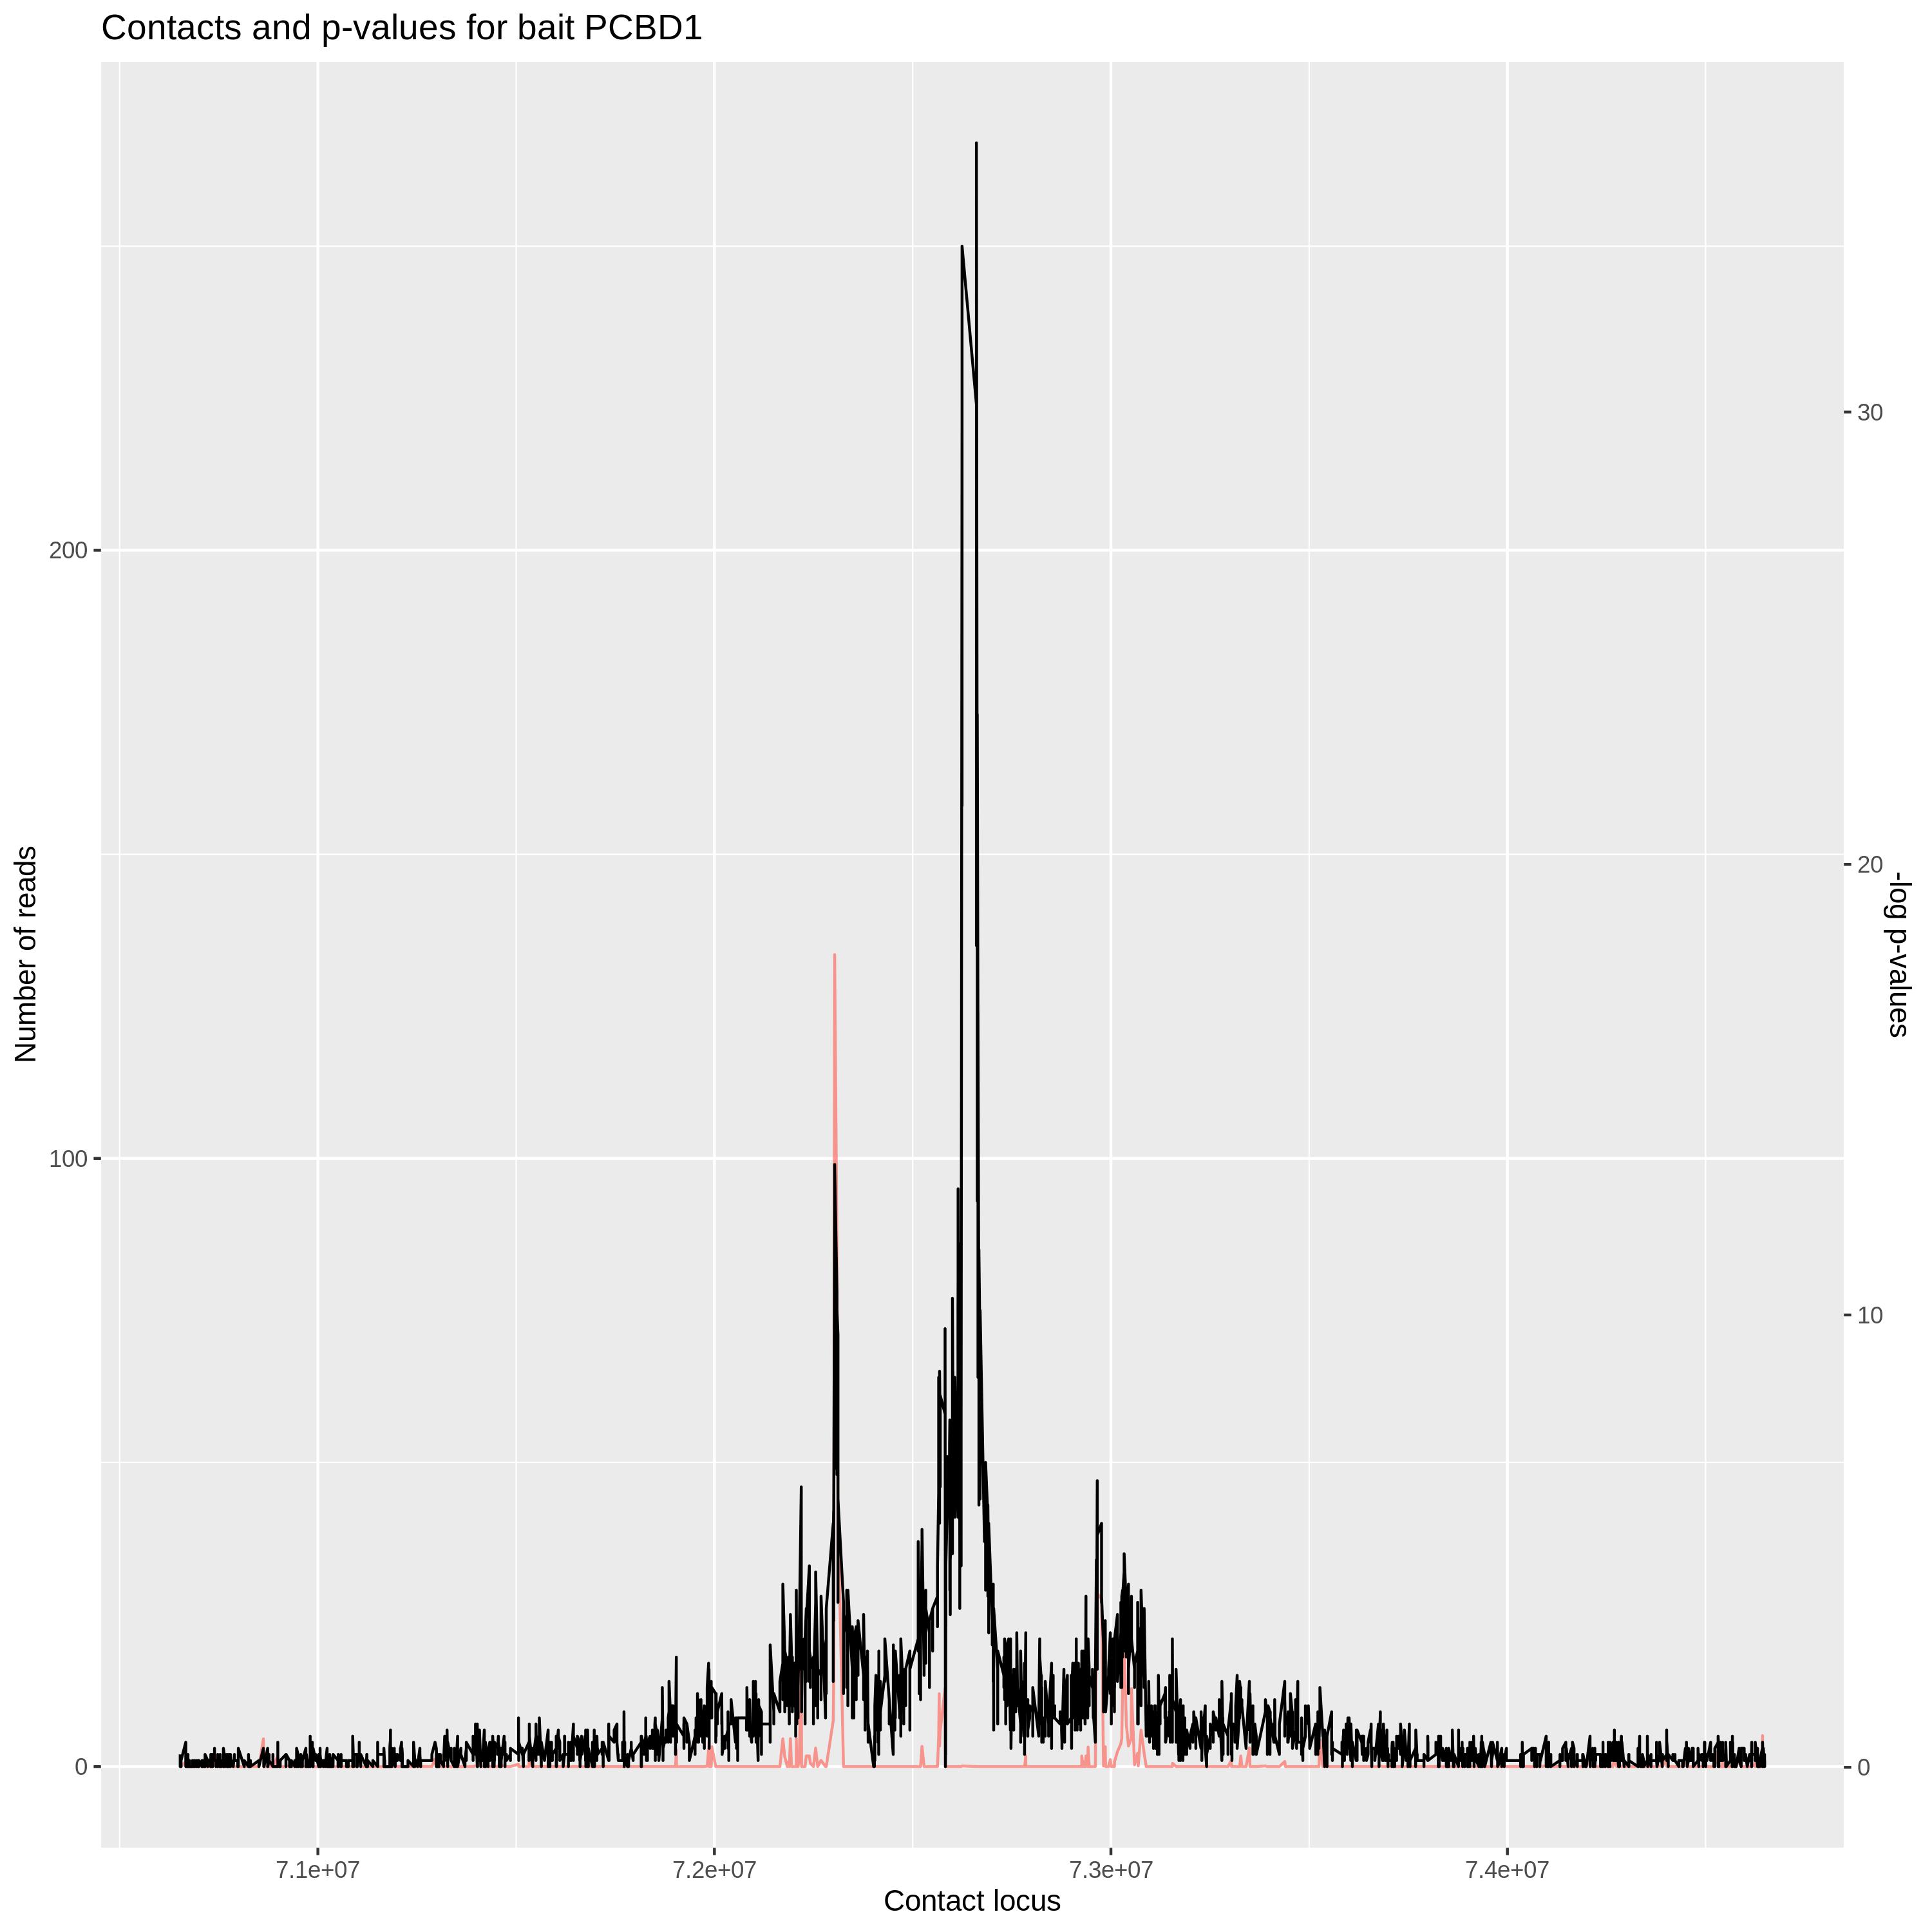 Contacts and p-values for bait PCBD1
Number of reads
200
100
0
30
20
10
0
-log p-values
7.1e+07
7.2e+07
7.3e+07
7.4e+07
Contact locus